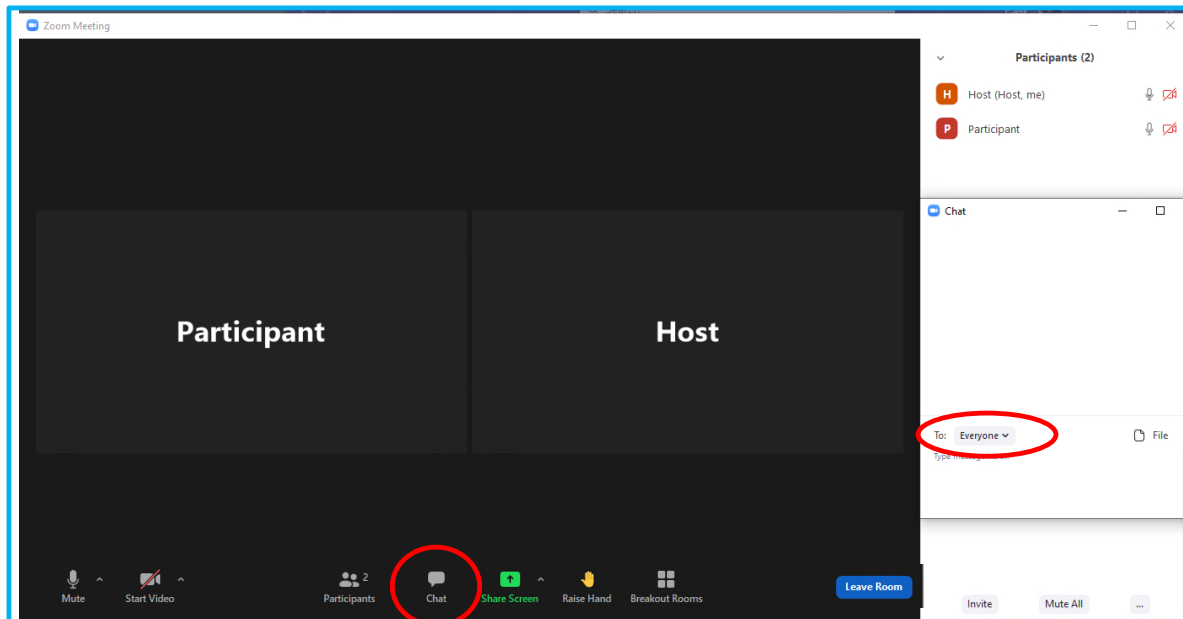 Zoom Meeting
Participants (2)
H Host (Host, me)
P Participant
Chat
Participant
Host
To: Everyone
File
Mute
Start Video
Participants 2
Chat
Share Screen
Raise Hand
Breakout Rooms
Leave Room
Invite
Mute All
...